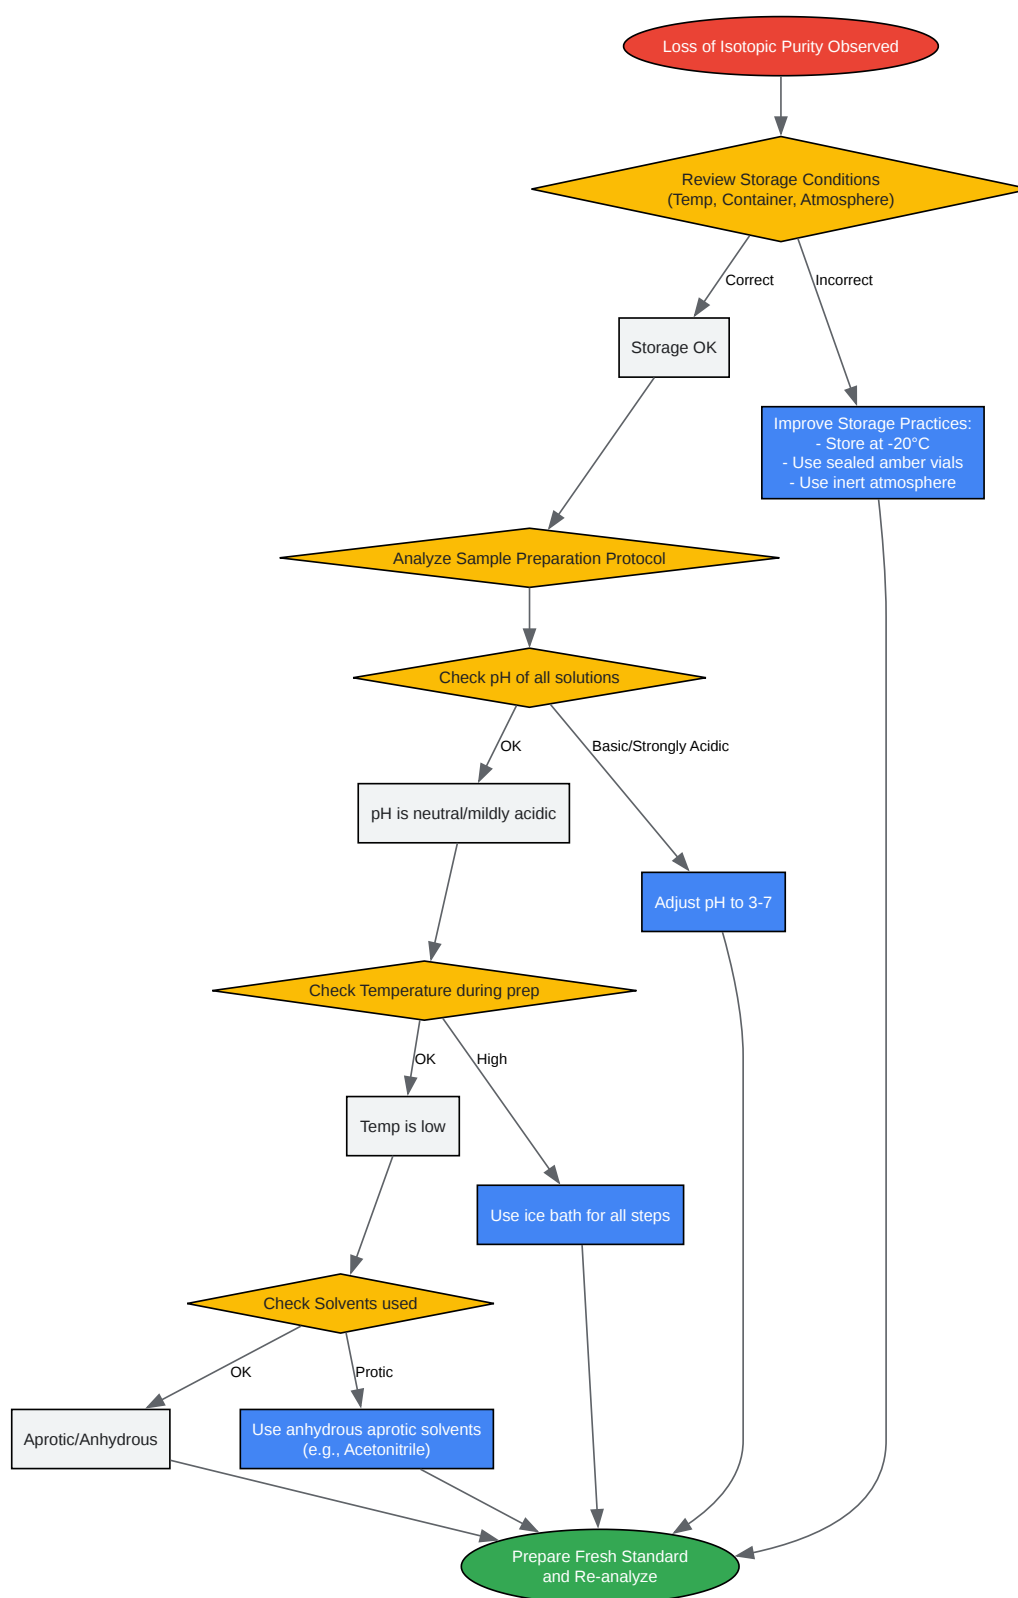 Loss of Isotopic Purity Observed
Review Storage Conditions
(Temp, Container, Atmosphere)
Correct
Incorrect
Storage OK
Improve Storage Practices:
- Store at -20°C
- Use sealed amber vials
- Use inert atmosphere
Analyze Sample Preparation Protocol
Check pH of all solutions
OK
Basic/Strongly Acidic
pH is neutral/mildly acidic
Adjust pH to 3-7
Check Temperature during prep
OK
High
Temp is low
Use ice bath for all steps
Check Solvents used
OK
Protic
Aprotic/Anhydrous
Use anhydrous aprotic solvents
(e.g., Acetonitrile)
Prepare Fresh Standard
and Re-analyze